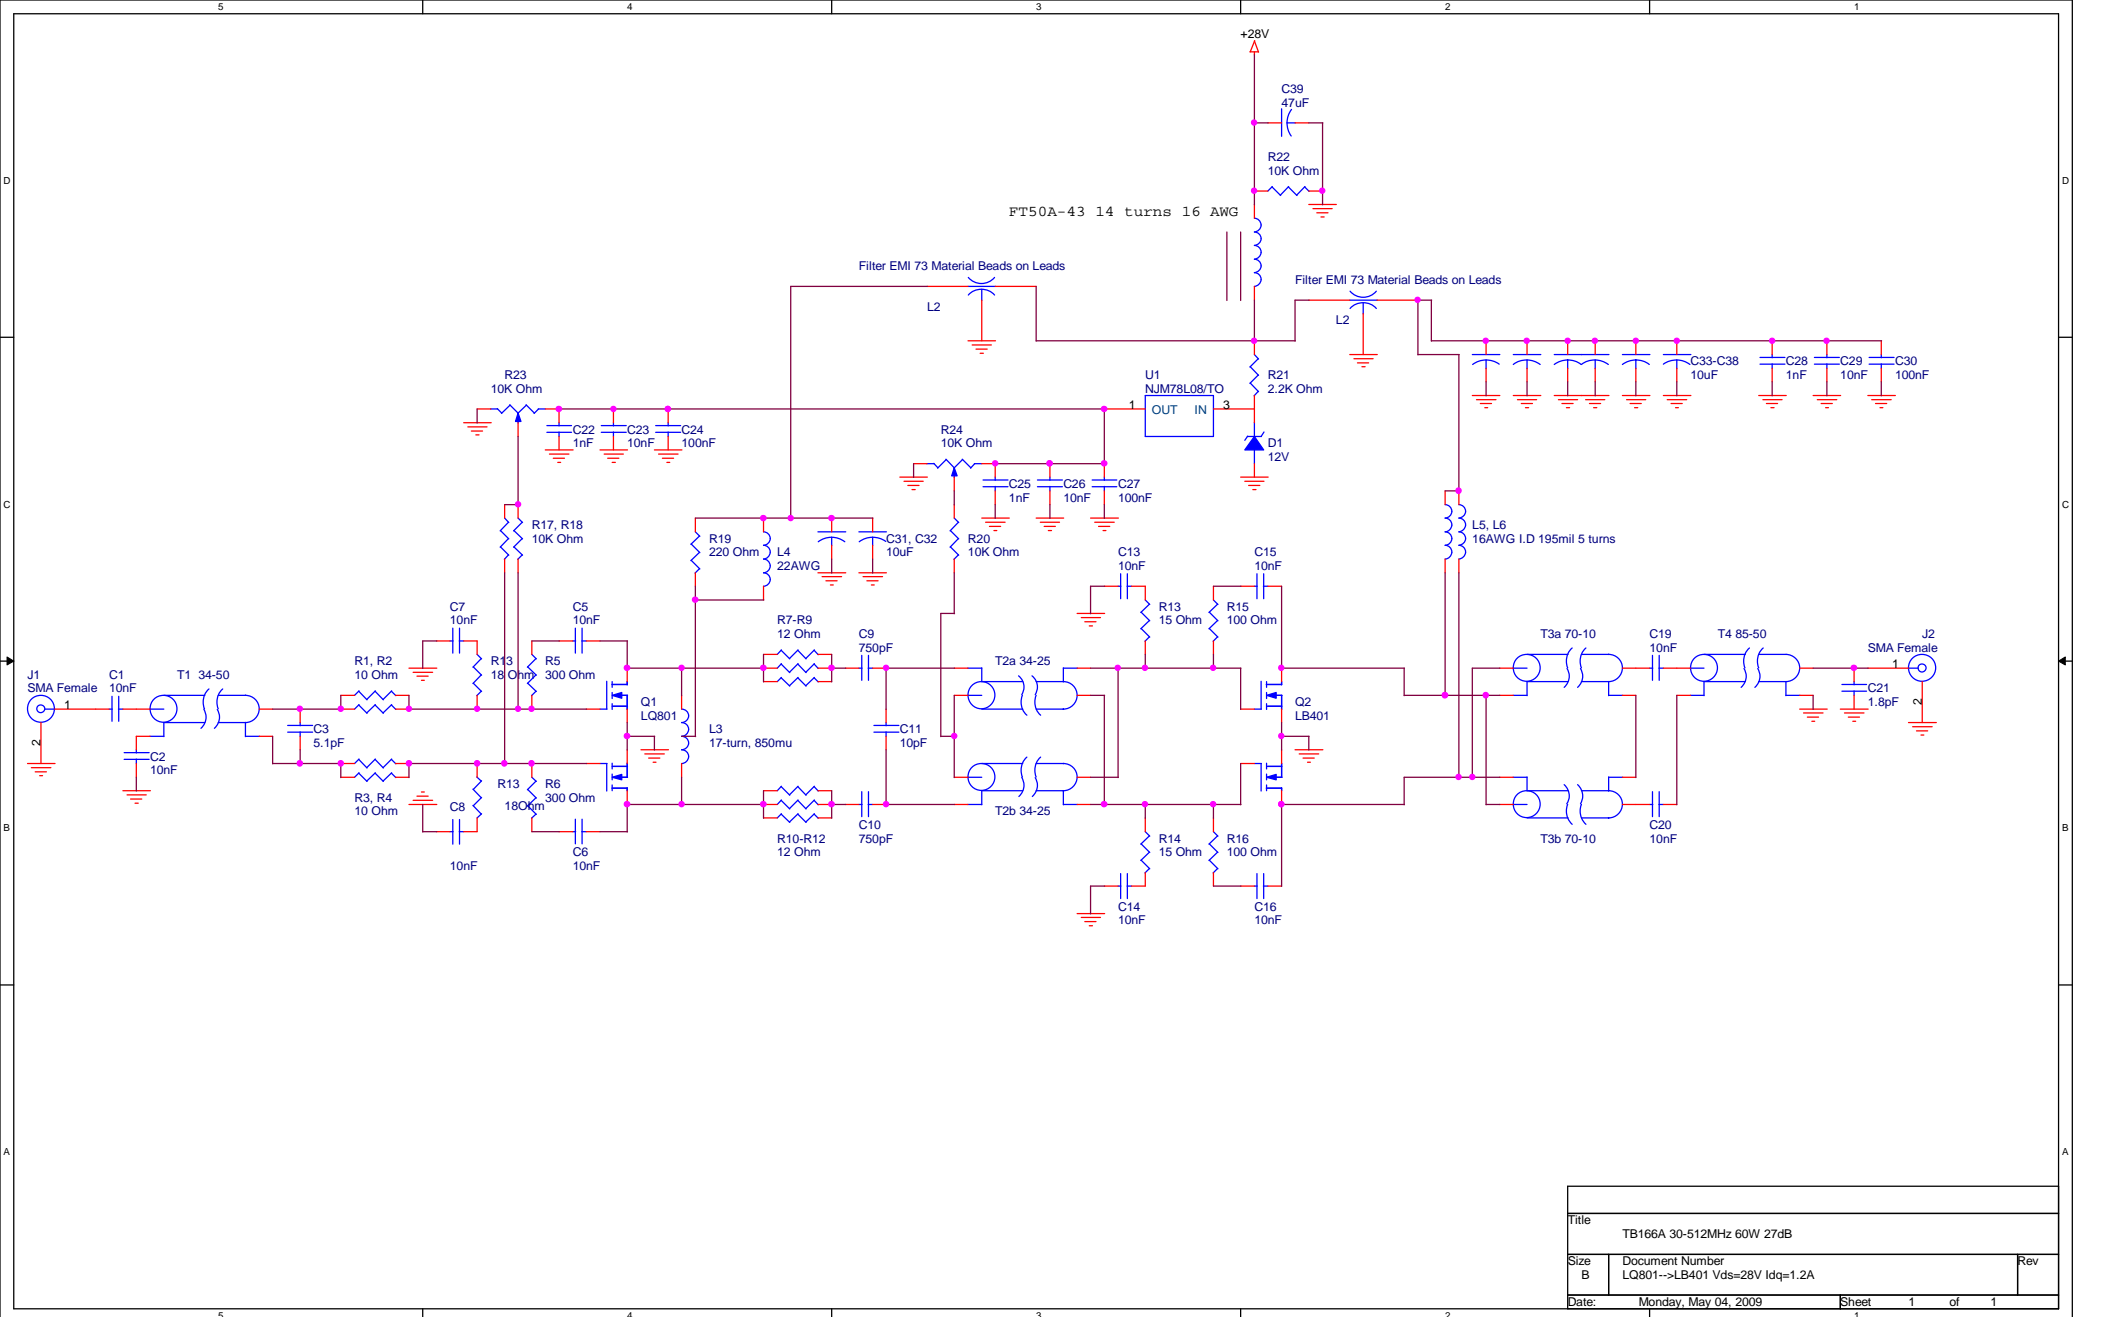 5
4
3
2
1
+28V
C39
47uF
R22
10K Ohm
D
D
FT50A-43 14 turns 16 AWG
Filter EMI 73 Material Beads on Leads
L2
Filter EMI 73 Material Beads on Leads
L2
R23
10K Ohm
C22
1nF
C23
10nF
C24
100nF
R24
10K Ohm
C25
1nF
C26
10nF
C27
100nF
U1
NJM78L08/TO
1
OUT
IN
3
R21
2.2K Ohm
D1
12V
C33-C38
10uF
C28
1nF
C29
10nF
C30
100nF
C
C
R17, R18
10K Ohm
R19
220 Ohm
L4
22AWG
C31, C32
10uF
R20
10K Ohm
L5, L6
16AWG I.D 195mil 5 turns
C13
10nF
C15
10nF
R13
15 Ohm
R15
100 Ohm
C7
10nF
C5
10nF
R13
18 Ohm
R5
300 Ohm
R7-R9
12 Ohm
C9
750pF
J1
SMA Female
1
2
C1
10nF
T1 34-50
C2
10nF
C3
5.1pF
R1, R2
10 Ohm
R3, R4
10 Ohm
Q1
LQ801
L3
17-turn, 850mu
C11
10pF
T2a 34-25
T2b 34-25
Q2
LB401
T3a 70-10
C19
10nF
T4 85-50
J2
SMA Female
1
2
C21
1.8pF
C8
10nF
R13
18Ohm
R6
300 Ohm
C6
10nF
R10-R12
12 Ohm
C10
750pF
R14
15 Ohm
R16
100 Ohm
C14
10nF
C16
10nF
T3b 70-10
C20
10nF
B
B
A
A
Title
TB166A 30-512MHz 60W 27dB
Size
B
Document Number
LQ801-->LB401 Vds=28V Idq=1.2A
Rev
Date:
Monday, May 04, 2009
Sheet
1 of 1
5
4
3
2
1